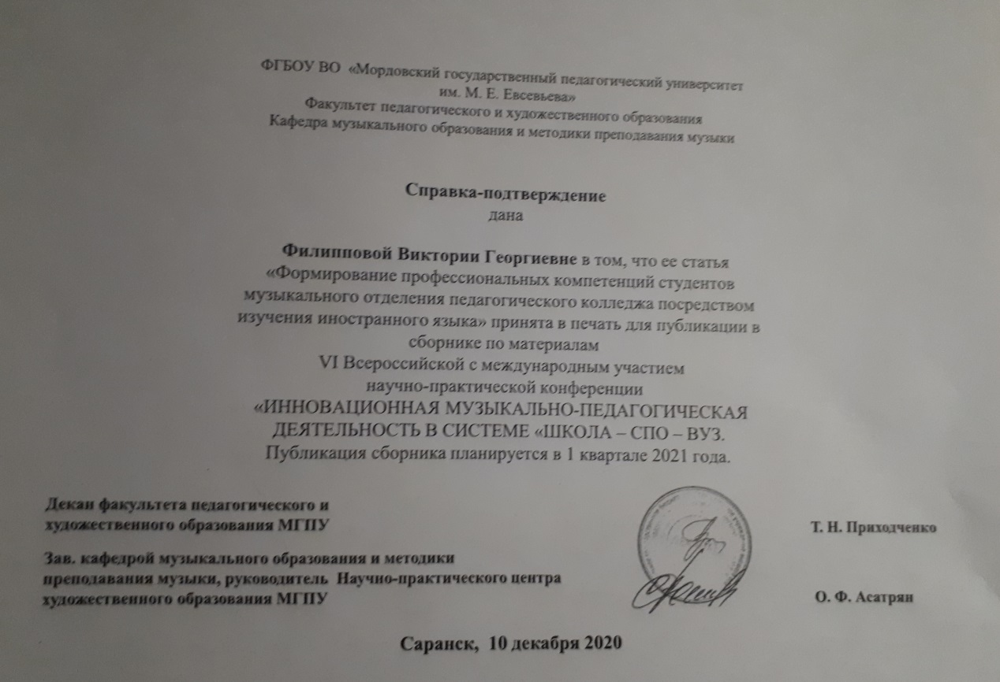 ФГБОУ ВО «Мордовский государственный педагогический университет
им. М. Е. Евсевьева»
Факультет педагогического и художественного образования
Кафедра музыкального образования и методики преподавания музыки
Справка-подтверждение
дана
Филипповой Виктории Георгиевне в том, что ее статья
«Формирование профессиональных компетенций студентов
музыкального отделения педагогического колледжа посредством
изучения иностранного языка» принята в печать для публикации в
сборнике по материалам
VI Всероссийской с международным участием
научно-практической конференции
«ИННОВАЦИОННАЯ МУЗЫКАЛЬНО-ПЕДАГОГИЧЕСКАЯ
ДЕЯТЕЛЬНОСТЬ В СИСТЕМЕ «ШКОЛА – СПО – ВУЗ.
Публикация сборника планируется в 1 квартале 2021 года.
Декан факультета педагогического и
художественного образования МГПУ
Т. Н. Приходченко
Зав. кафедрой музыкального образования и методики
преподавания музыки, руководитель Научно-практического центра
художественного образования МГПУ
О. Ф. Асатрян
Саранск, 10 декабря 2020